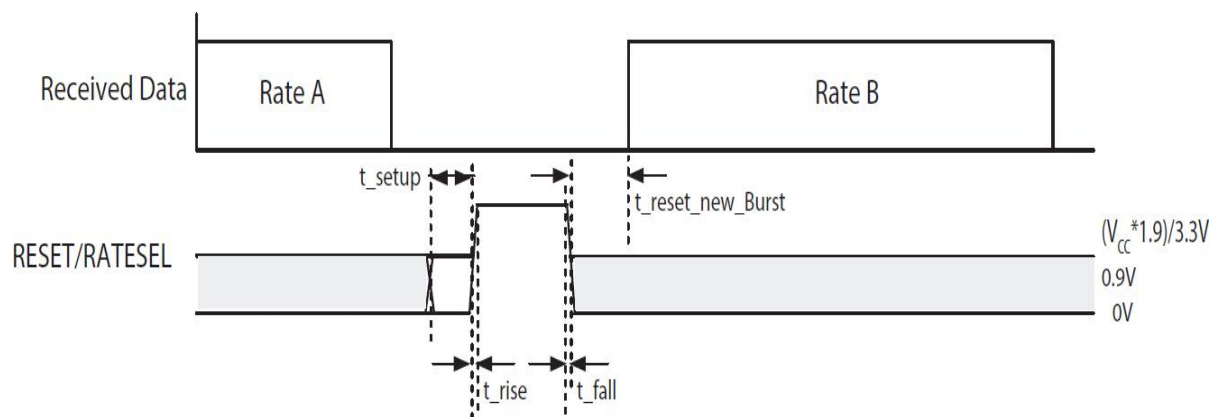 Received Data
Rate A
Rate B
t_setup
t_reset_new_Burst
RESET/RATESEL
(V_CC*1.9)/3.3V
0.9V
0V
t_rise
t_fall